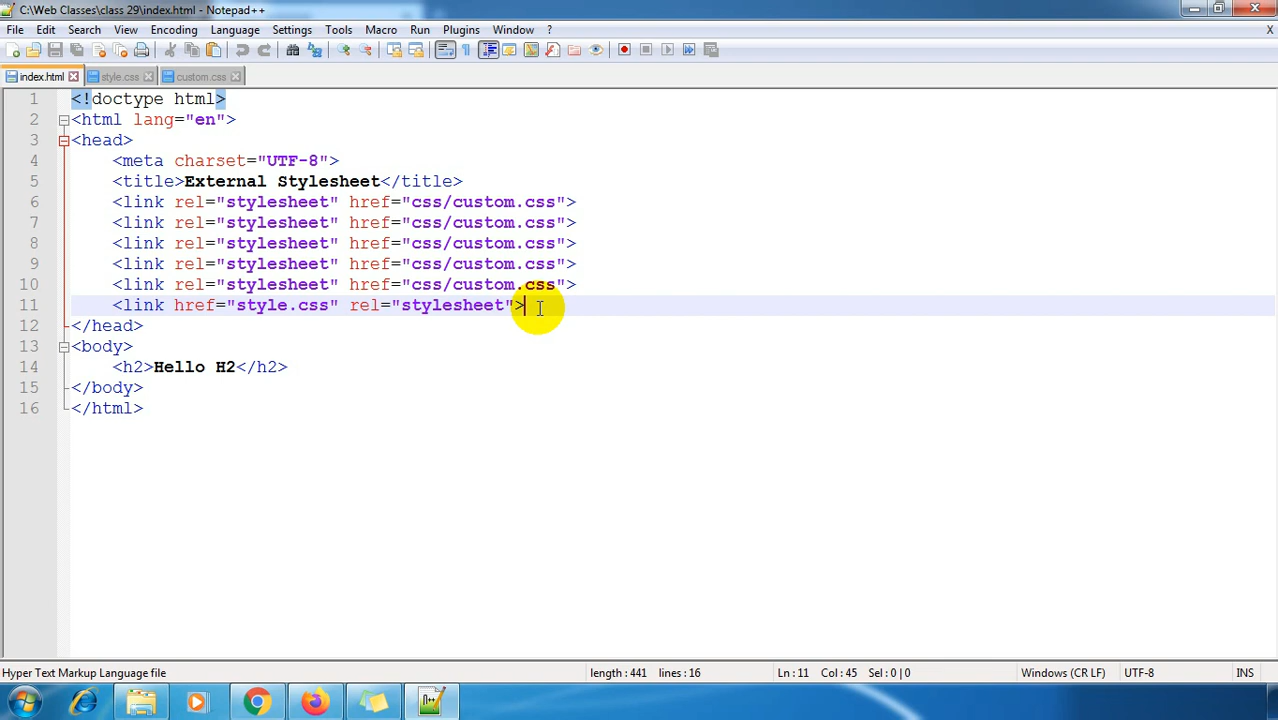 C:\Web Classes\class 29\index.html - Notepad++
File Edit Search View Encoding Language Settings Tools Macro Run Plugins Window ? X
index.html style.css custom.css
1 <!doctype html>
2 <html lang="en">
3 <head>
4 <meta charset="UTF-8">
5 <title>External Stylesheet</title>
6 <link rel="stylesheet" href="css/custom.css">
7 <link rel="stylesheet" href="css/custom.css">
8 <link rel="stylesheet" href="css/custom.css">
9 <link rel="stylesheet" href="css/custom.css">
10 <link rel="stylesheet" href="css/custom.css">
11 <link href="style.css" rel="stylesheet">
12 </head>
13 <body>
14 <h2>Hello H2</h2>
15 </body>
16 </html>
Hyper Text Markup Language file length : 441 lines : 16 Ln : 11 Col : 45 Sel : 0 | 0 Windows (CR LF) UTF-8 INS